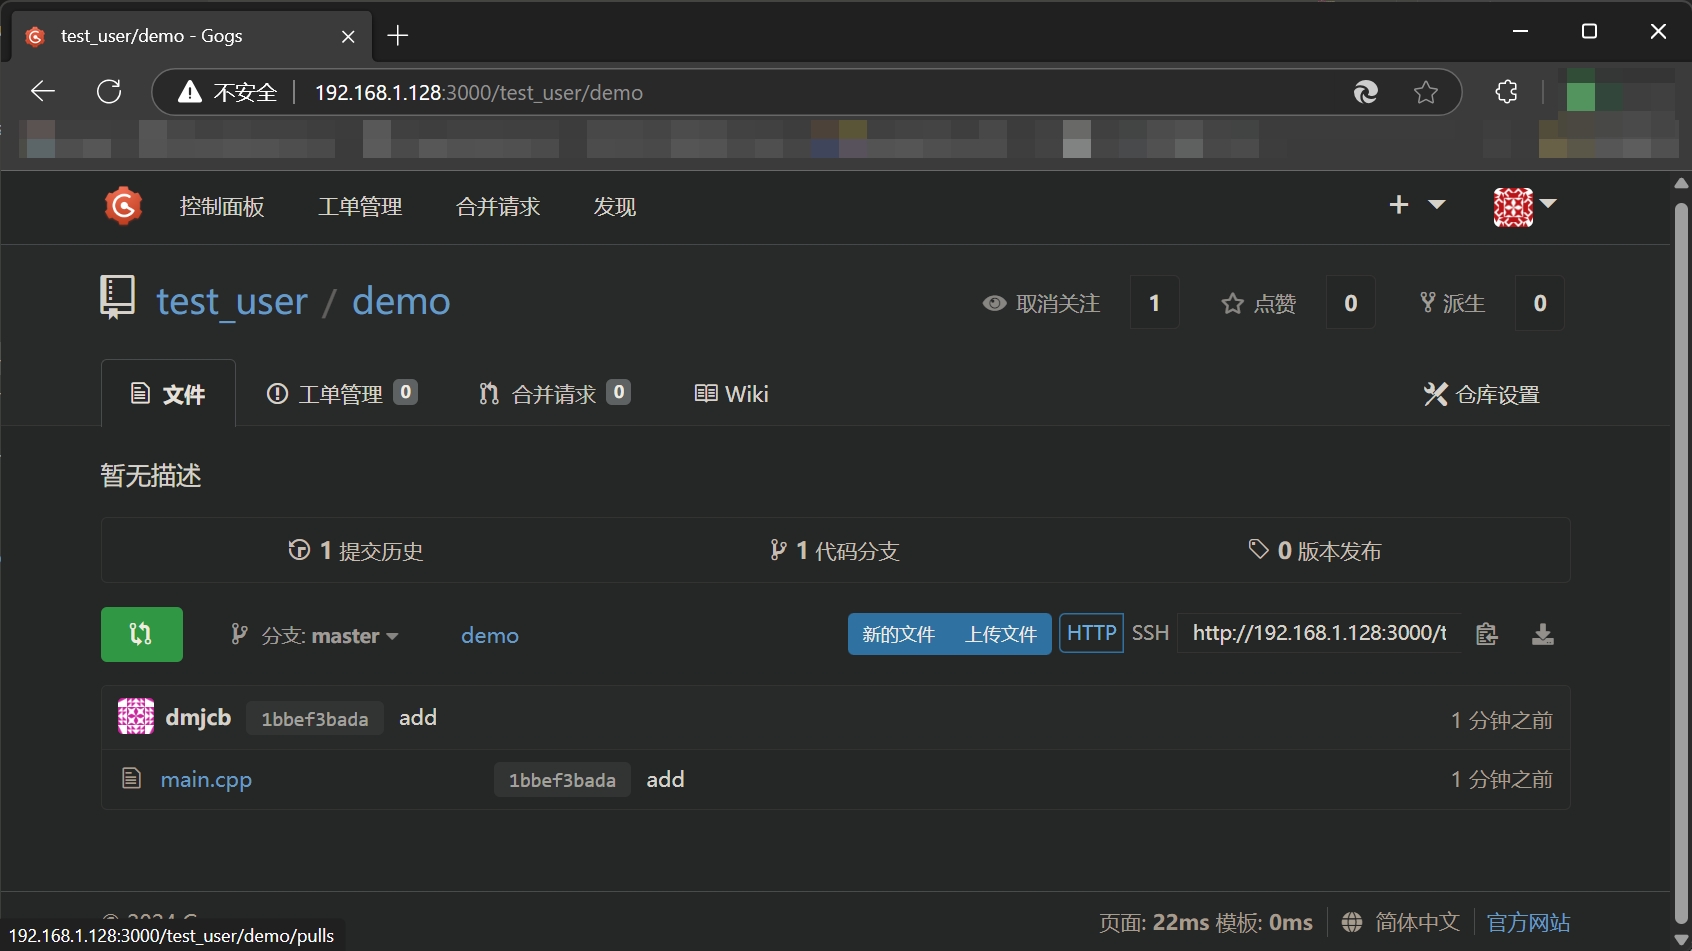 test_user/demo - Gogs
不安全 192.168.1.128:3000/test_user/demo
控制面板 工单管理 合并请求 发现
test_user / demo 取消关注 1 点赞 0 派生 0
文件 工单管理 0 合并请求 0 Wiki 仓库设置
暂无描述
1 提交历史 1 代码分支 0 版本发布
分支: master demo 新的文件 上传文件 HTTP SSH http://192.168.1.128:3000/t
dmjcb 1bbef3bada add 1 分钟之前
main.cpp 1bbef3bada add 1 分钟之前
页面: 22ms 模板: 0ms 简体中文 官方网站
192.168.1.128:3000/test_user/demo/pulls